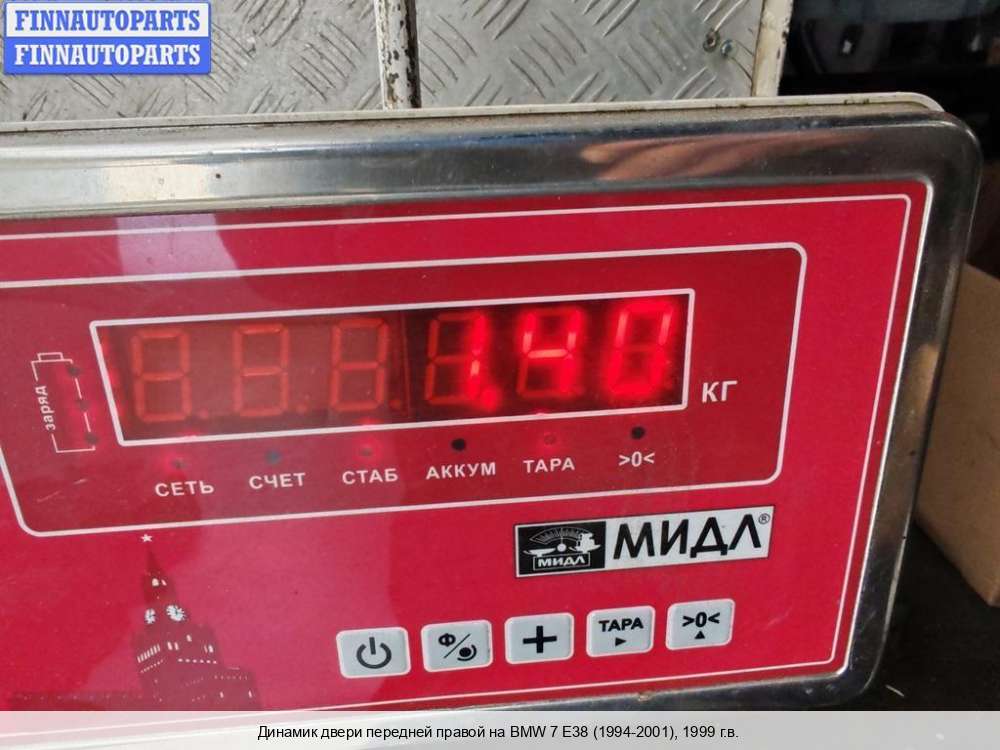 FINNAUTOPARTS
FINNAUTOPARTS
заряд
1.40
КГ
СЕТЬ СЧЕТ СТАБ АККУМ ТАРА >0<
МИДЛ
МИДЛ®
Ф
+
ТАРА
>0<
Динамик двери передней правой на BMW 7 E38 (1994-2001), 1999 г.в.